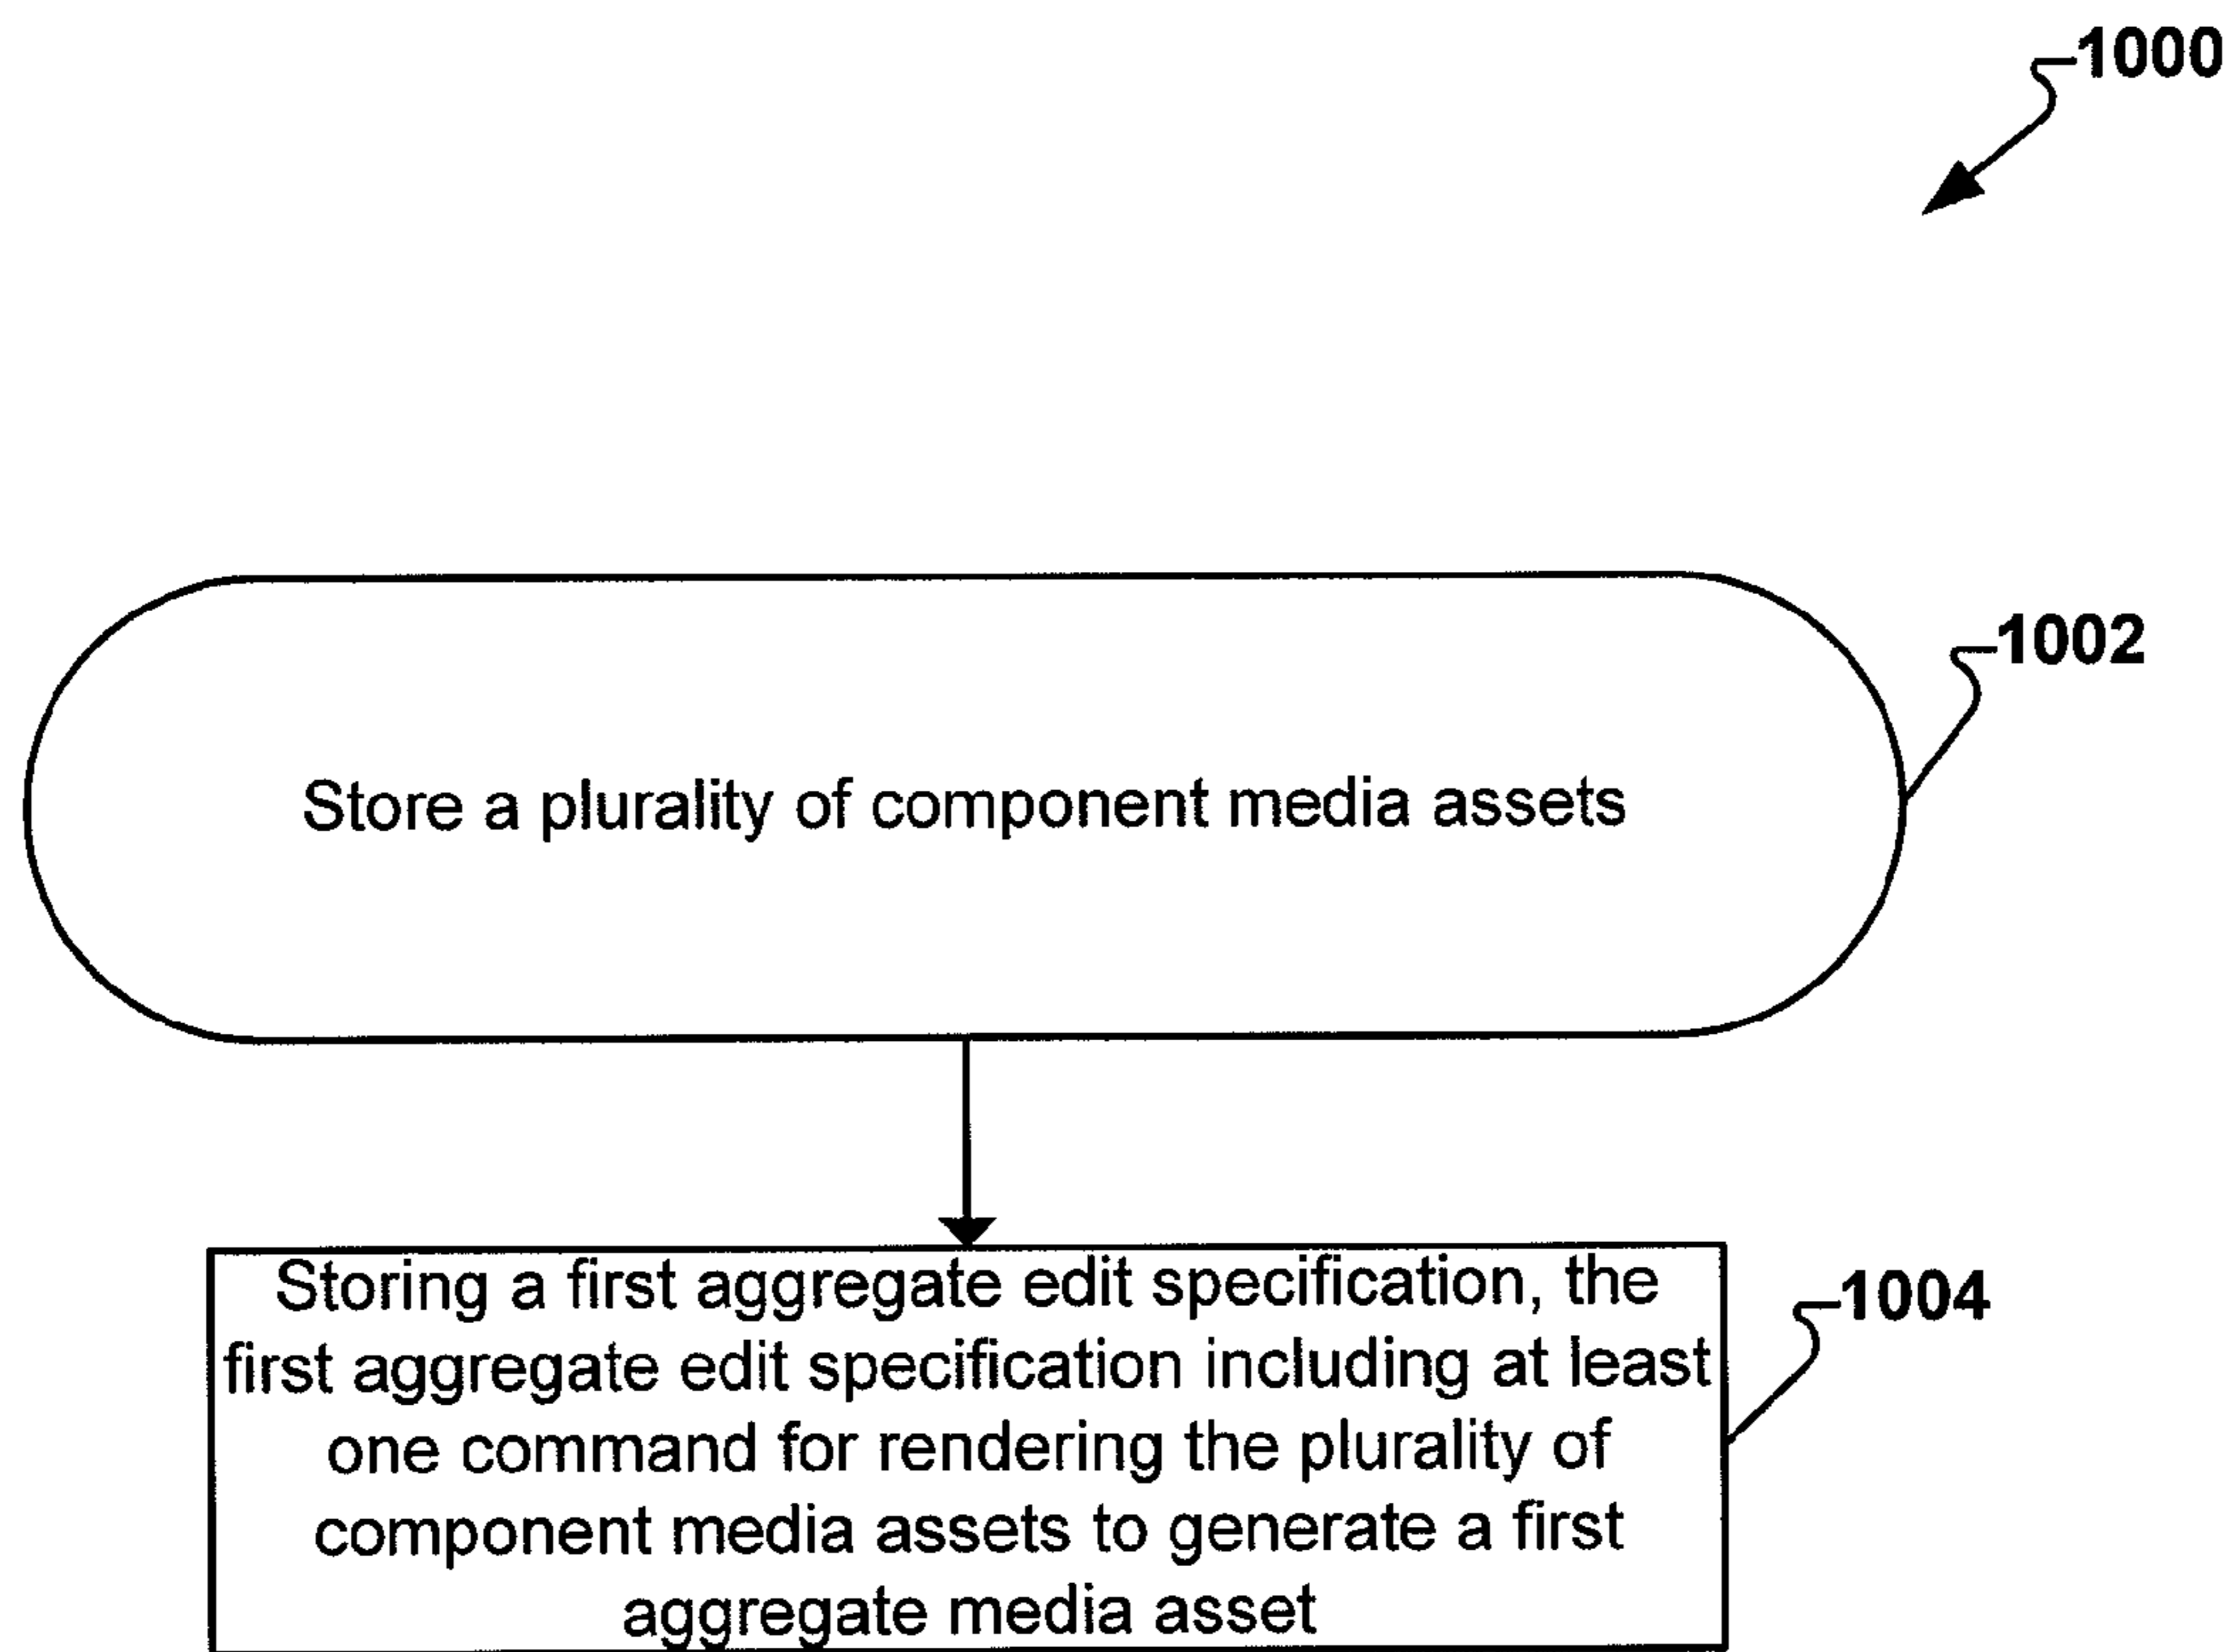 1000
1002
Store a plurality of component media assets
1004
Storing a first aggregate edit specification, the
first aggregate edit specification including at least
one command for rendering the plurality of
component media assets to generate a first
aggregate media asset